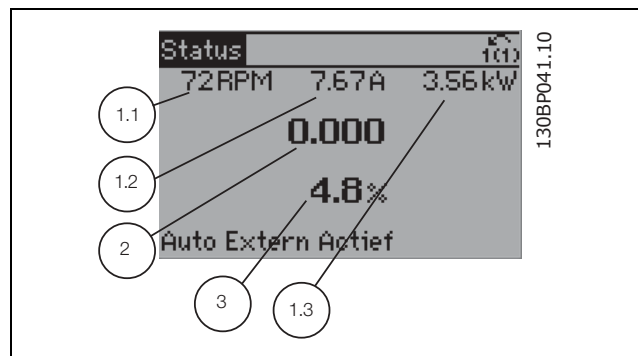 Status 1(1)
72RPM 7.67A 3.56kW
1.1
0.000
1.2
4.8%
2
Auto Extern Actief
3
1.3
130BP041.10